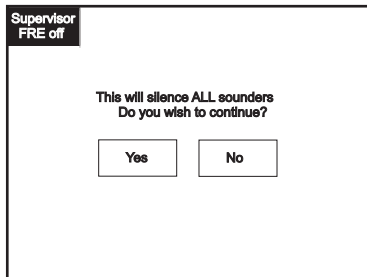 Supervisor
FRE off
This will silence ALL sounders
Do you wish to continue?
Yes No